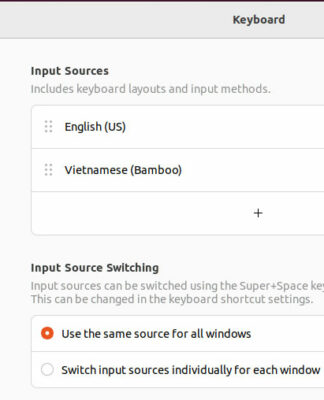 Keyboard
Input Sources
Includes keyboard layouts and input methods.
English (US)
Vietnamese (Bamboo)
+
Input Source Switching
Input sources can be switched using the Super+Space
This can be changed in the keyboard shortcut settings.
Use the same source for all windows
Switch input sources individually for each window